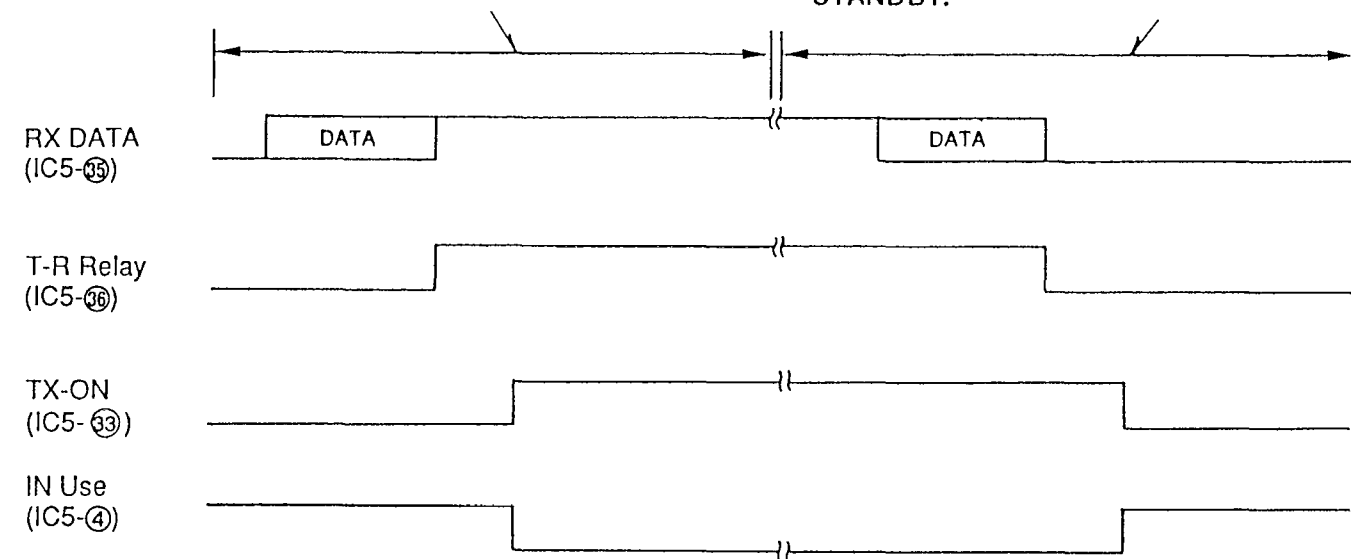 STANDBY.
RX DATA
(IC5-㉟)
DATA
DATA
T-R Relay
(IC5-㊱)
TX-ON
(IC5-㉝)
IN Use
(IC5-④)